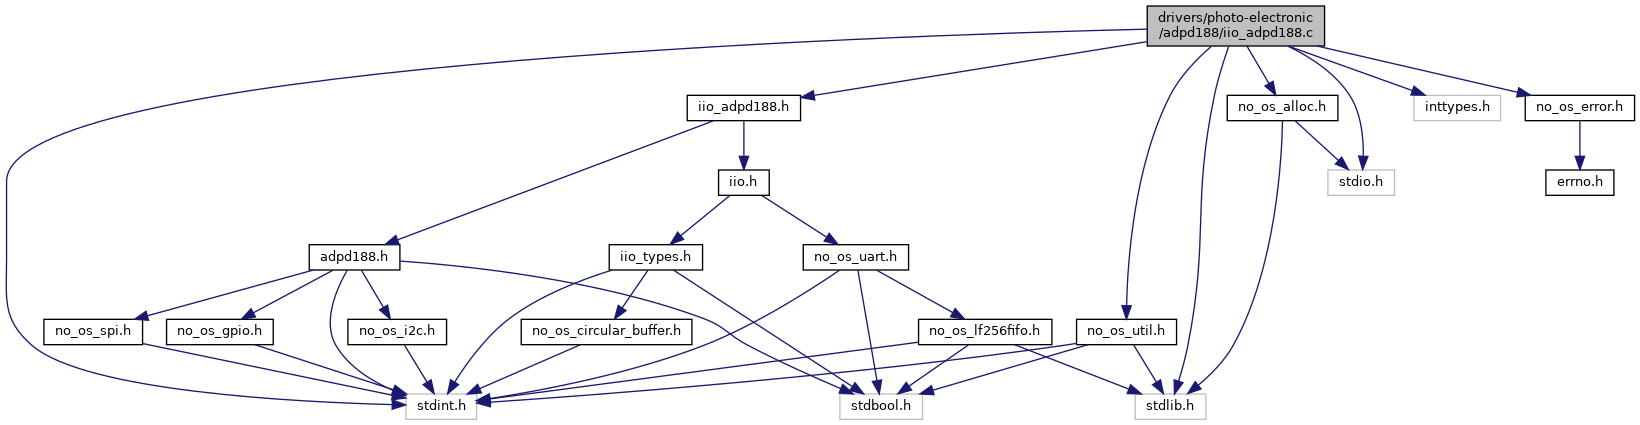 drivers/photo-electronic
/adpd188/iio_adpd188.c
iio_adpd188.h
no_os_alloc.h
inttypes.h
no_os_error.h
iio.h
stdio.h
errno.h
adpd188.h
iio_types.h
no_os_uart.h
no_os_spi.h
no_os_gpio.h
no_os_i2c.h
no_os_circular_buffer.h
no_os_lf256fifo.h
no_os_util.h
stdint.h
stdbool.h
stdlib.h